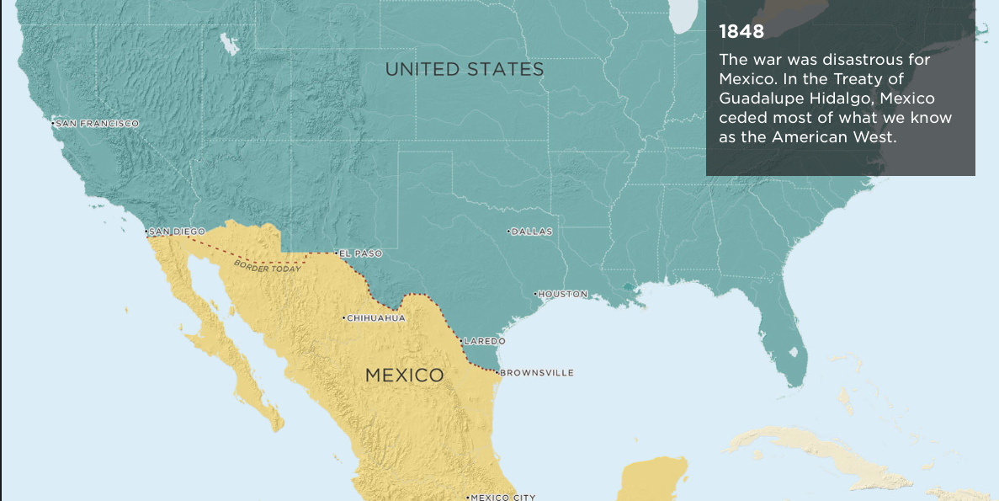 1848
The war was disastrous for
Mexico. In the Treaty of
Guadalupe Hidalgo, Mexico
ceded most of what we know
as the American West.
UNITED STATES
SAN FRANCISCO
SAN DIEGO
DALLAS
EL PASO
BORDER TODAY
HOUSTON
CHIHUAHUA
LAREDO
MEXICO
BROWNSVILLE
MEXICO CITY